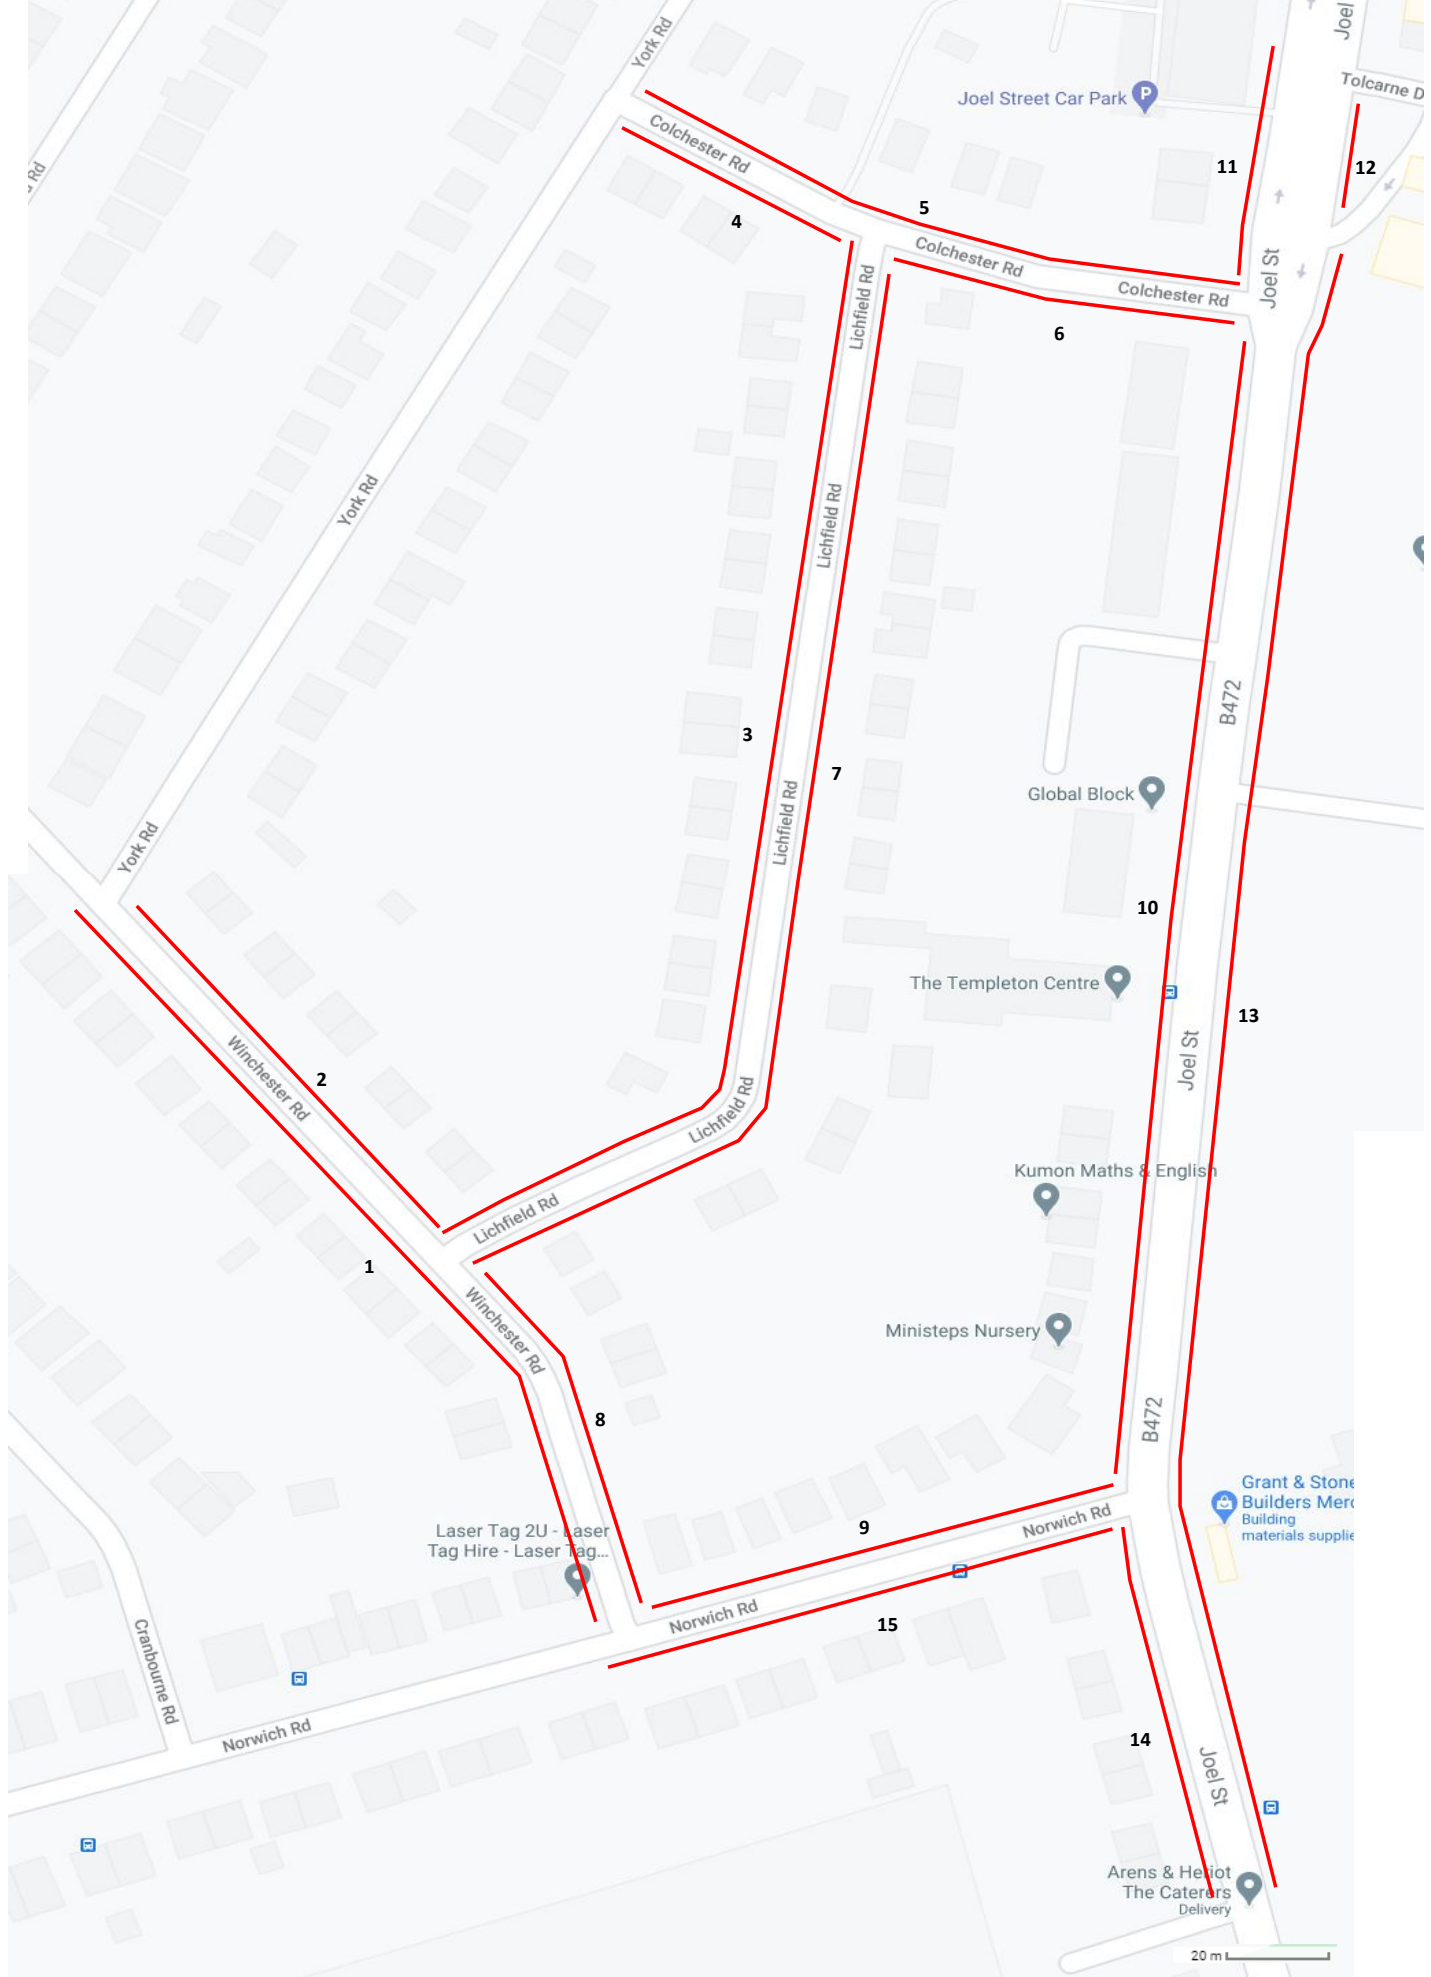 York Rd
Joel
Joel Street Car Park
P
Tolcarne D
Colchester Rd
11
12
Rd
5
4
Colchester Rd
Joel St
Colchester Rd
Lichfield Rd
6
York Rd
Lichfield Rd
B472
3
7
Global Block
Lichfield Rd
York Rd
10
The Templeton Centre
13
Winchester Rd
2
Joel St
Lichfield Rd
Kumon Maths & English
Lichfield Rd
1
Winchester Rd
Ministeps Nursery
8
B472
Grant & Stone
Builders Merc
Building
materials supplie
Laser Tag 2U - Laser
Tag Hire - Laser Tag...
9
Norwich Rd
Norwich Rd
15
Cranbourne Rd
Norwich Rd
14
Joel St
Arens & Heriot
The Caterers
Delivery
20 m